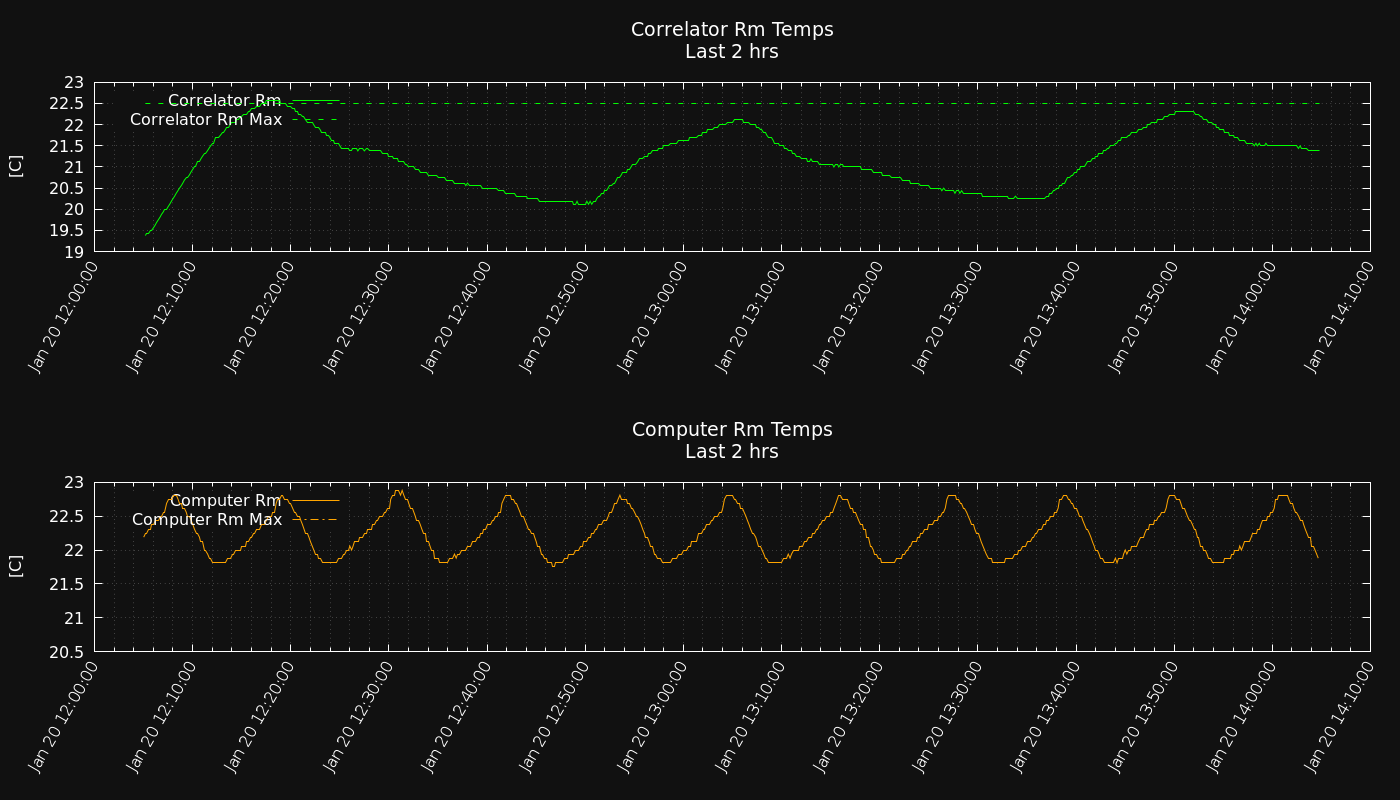 Correlator Rm Temps
Last 2 hrs
[C]
23
22.5
22
21.5
21
20.5
20
19.5
19
Correlator Rm
Correlator Rm Max
Jan 20 12:00:00
Jan 20 12:10:00
Jan 20 12:20:00
Jan 20 12:30:00
Jan 20 12:40:00
Jan 20 12:50:00
Jan 20 13:00:00
Jan 20 13:10:00
Jan 20 13:20:00
Jan 20 13:30:00
Jan 20 13:40:00
Jan 20 13:50:00
Jan 20 14:00:00
Jan 20 14:10:00
Computer Rm Temps
Last 2 hrs
[C]
23
22.5
22
21.5
21
20.5
Computer Rm
Computer Rm Max
Jan 20 12:00:00
Jan 20 12:10:00
Jan 20 12:20:00
Jan 20 12:30:00
Jan 20 12:40:00
Jan 20 12:50:00
Jan 20 13:00:00
Jan 20 13:10:00
Jan 20 13:20:00
Jan 20 13:30:00
Jan 20 13:40:00
Jan 20 13:50:00
Jan 20 14:00:00
Jan 20 14:10:00